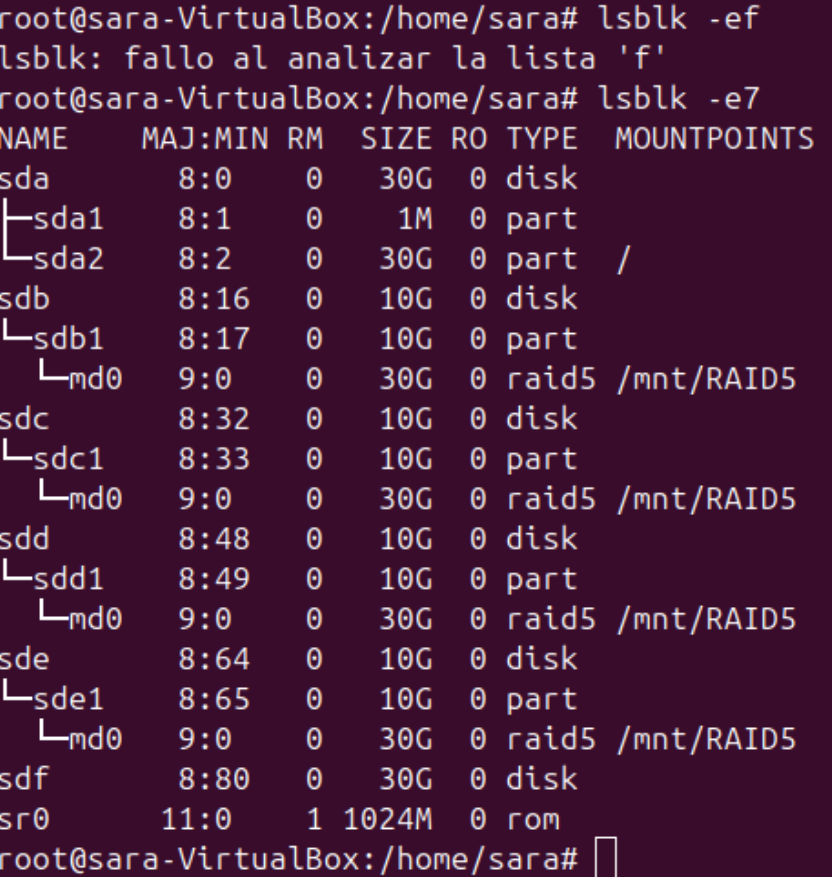 root@sara-VirtualBox:/home/sara# lsblk -ef
lsblk: fallo al analizar la lista 'f'
root@sara-VirtualBox:/home/sara# lsblk -e7
NAME    MAJ:MIN RM  SIZE RO TYPE  MOUNTPOINTS
sda       8:0    0   30G  0 disk
├─sda1    8:1    0    1M  0 part
└─sda2    8:2    0   30G  0 part  /
sdb       8:16   0   10G  0 disk
└─sdb1    8:17   0   10G  0 part
  └─md0   9:0    0   30G  0 raid5 /mnt/RAID5
sdc       8:32   0   10G  0 disk
└─sdc1    8:33   0   10G  0 part
  └─md0   9:0    0   30G  0 raid5 /mnt/RAID5
sdd       8:48   0   10G  0 disk
└─sdd1    8:49   0   10G  0 part
  └─md0   9:0    0   30G  0 raid5 /mnt/RAID5
sde       8:64   0   10G  0 disk
└─sde1    8:65   0   10G  0 part
  └─md0   9:0    0   30G  0 raid5 /mnt/RAID5
sdf       8:80   0   30G  0 disk
sr0      11:0    1 1024M  0 rom
root@sara-VirtualBox:/home/sara#